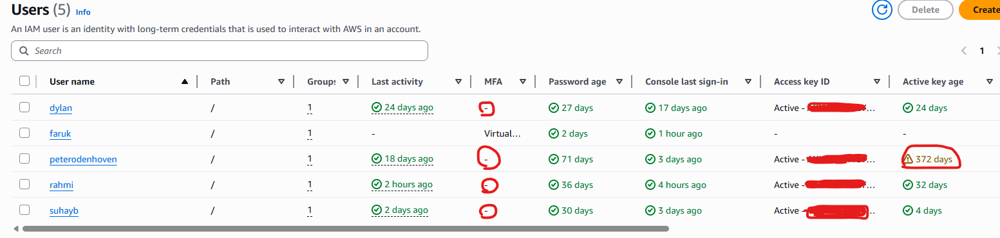 Users (5) Info
Delete
Create
An IAM user is an identity with long-term credentials that is used to interact with AWS in an account.
Search
1
User name Path Groups Last activity MFA Password age Console last sign-in Access key ID Active key age
dylan / 1 24 days ago - 27 days 17 days ago Active - ... 24 days
faruk / 1 - Virtual... 2 days 1 hour ago - -
peterodenhoven / 1 18 days ago - 71 days 3 days ago Active - ... 372 days
rahmi / 1 2 hours ago - 36 days 4 hours ago Active - ... 32 days
suhayb / 1 2 days ago - 30 days 3 days ago Active - ... 4 days